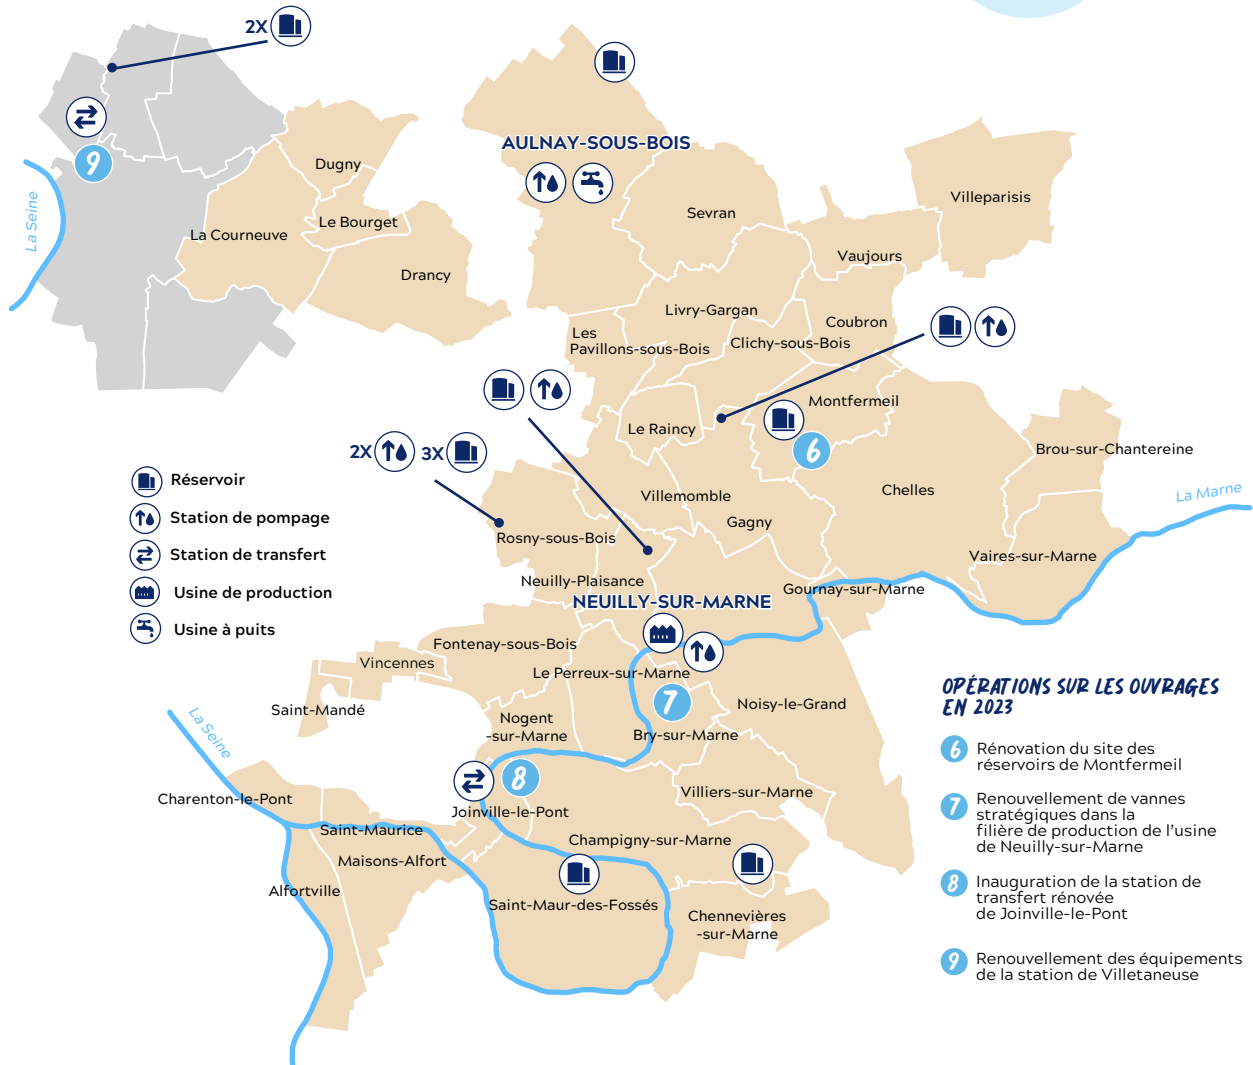 2X
9
La Seine
AULNAY-SOUS-BOIS
Dugny
Le Bourget
La Courneuve
Drancy
Sevran
Villeparisis
Vaujours
Livry-Gargan
Coubron
Les
Pavillons-sous-Bois
Clichy-sous-Bois
Montfermeil
Le Raincy
6
2X
3X
Brou-sur-Chantereine
Chelles
La Marne
Villemomble
Gagny
Rosny-sous-Bois
Vaires-sur-Marne
Neuilly-Plaisance
Gournay-sur-Marne
NEUILLY-SUR-MARNE
Réservoir
Station de pompage
Station de transfert
Usine de production
Usine à puits
Fontenay-sous-Bois
Vincennes
Le Perreux-sur-Marne
Saint-Mandé
7
Noisy-le-Grand
Nogent
-sur-Marne
Bry-sur-Marne
La Seine
8
Charenton-le-Pont
Joinville-le-Pont
Villiers-sur-Marne
Saint-Maurice
Champigny-sur-Marne
Maisons-Alfort
Alfortville
Saint-Maur-des-Fossés
Chennevières
-sur-Marne
OPÉRATIONS SUR LES OUVRAGES
EN 2023
6 Rénovation du site des
réservoirs de Montfermeil
7 Renouvellement de vannes
stratégiques dans la
filière de production de l'usine
de Neuilly-sur-Marne
8 Inauguration de la station de
transfert rénovée
de Joinville-le-Pont
9 Renouvellement des équipements
de la station de Villetaneuse